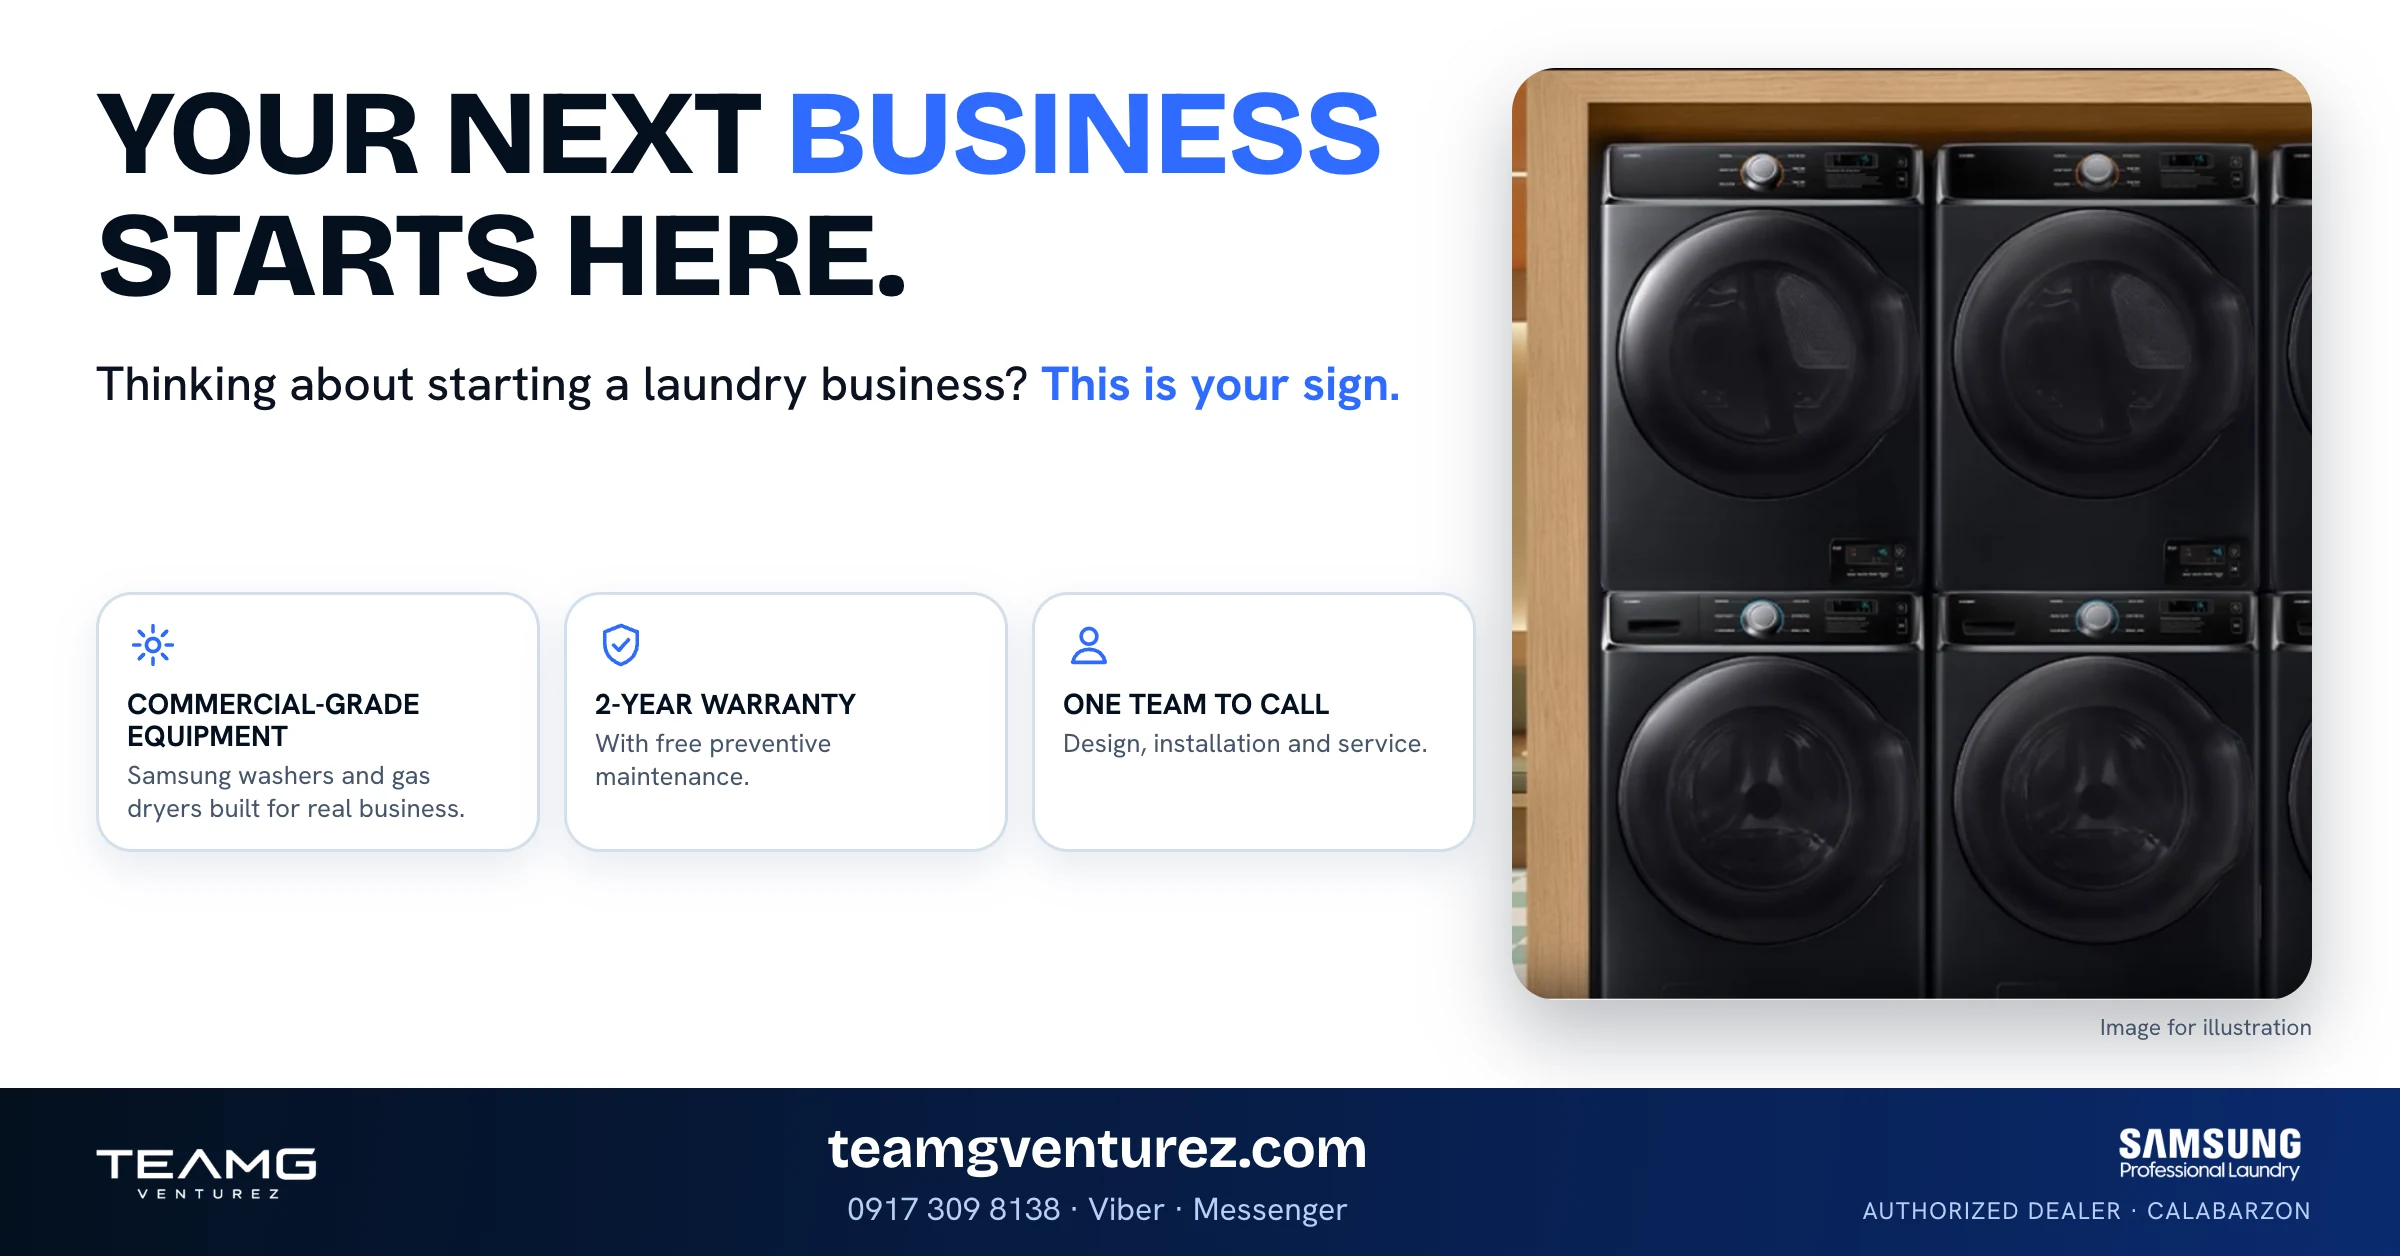 YOUR NEXT BUSINESS
STARTS HERE.
Thinking about starting a laundry business? This is your sign.
COMMERCIAL-GRADE
EQUIPMENT
Samsung washers and gas
dryers built for real business.
2-YEAR WARRANTY
With free preventive
maintenance.
ONE TEAM TO CALL
Design, installation and service.
Image for illustration
TEAMG
VENTUREZ
teamgventurez.com
0917 309 8138 · Viber · Messenger
SAMSUNG
Professional Laundry
AUTHORIZED DEALER · CALABARZON